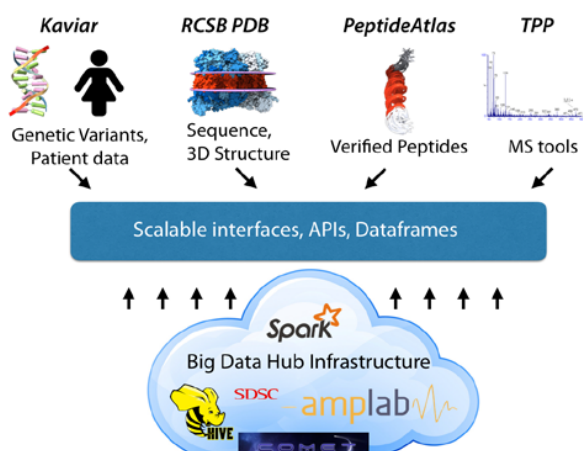 Kaviar
RCSB PDB
PeptideAtlas
TPP
Genetic Variants,
Patient data
Sequence,
3D Structure
Verified Peptides
MS tools
Scalable interfaces, APIs, Dataframes
Spark
Big Data Hub Infrastructure
SDSC
amplab
HIVE
COMET